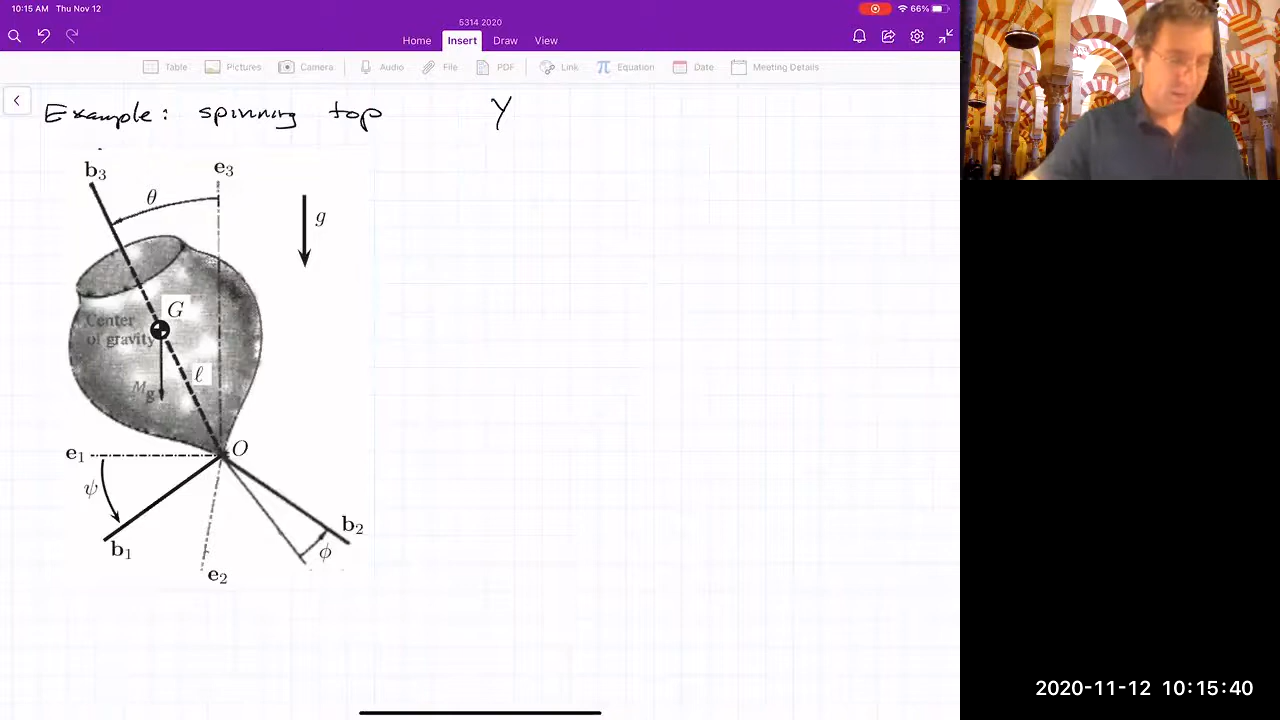 10:15 AM Thu Nov 12
66%
5314 2020
Home Insert Draw View
Table Pictures Camera Audio File PDF Link Equation Date Meeting Details
Example: spinning top Y
b3
e3
θ
g
G
Center
of gravity
ℓ
Mg
e1
O
ψ
b2
b1
ϕ
e2
2020-11-12 10:15:40